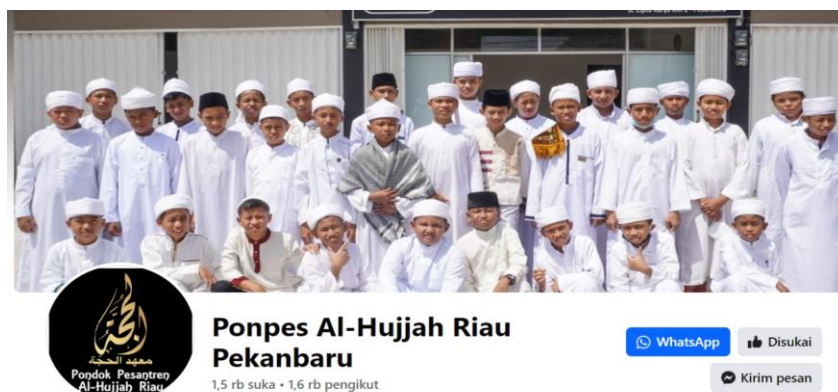 Ponpes Al-Hujjah Riau
Pekanbaru
1,5 rb suka • 1,6 rb pengikut
WhatsApp
Disukai
Kirim pesan
الحجة
معهد الحجة
Pondok Pesantren
Al-Hujjah Riau